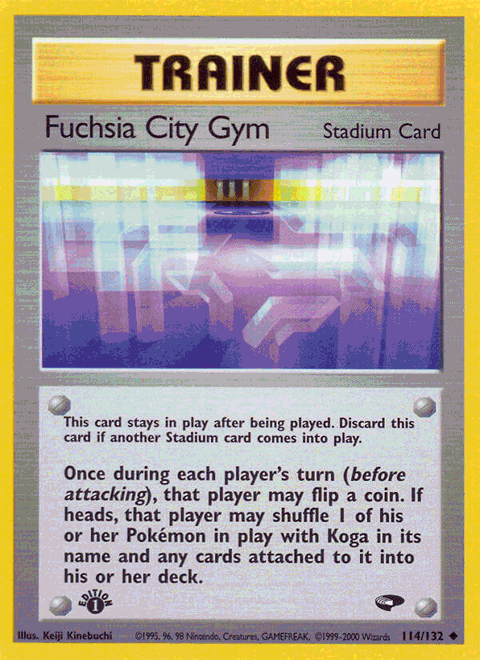 TRAINER
Fuchsia City Gym Stadium Card
This card stays in play after being played. Discard this
card if another Stadium card comes into play.
Once during each player's turn (before
attacking), that player may flip a coin. If
heads, that player may shuffle 1 of his
or her Pokémon in play with Koga in its
name and any cards attached to it into
his or her deck.
EDITION
1
Illus. Keiji Kinebuchi ©1995, 96, 98 Nintendo, Creatures, GAMEFREAK. ©1999-2000 Wizards 114/132